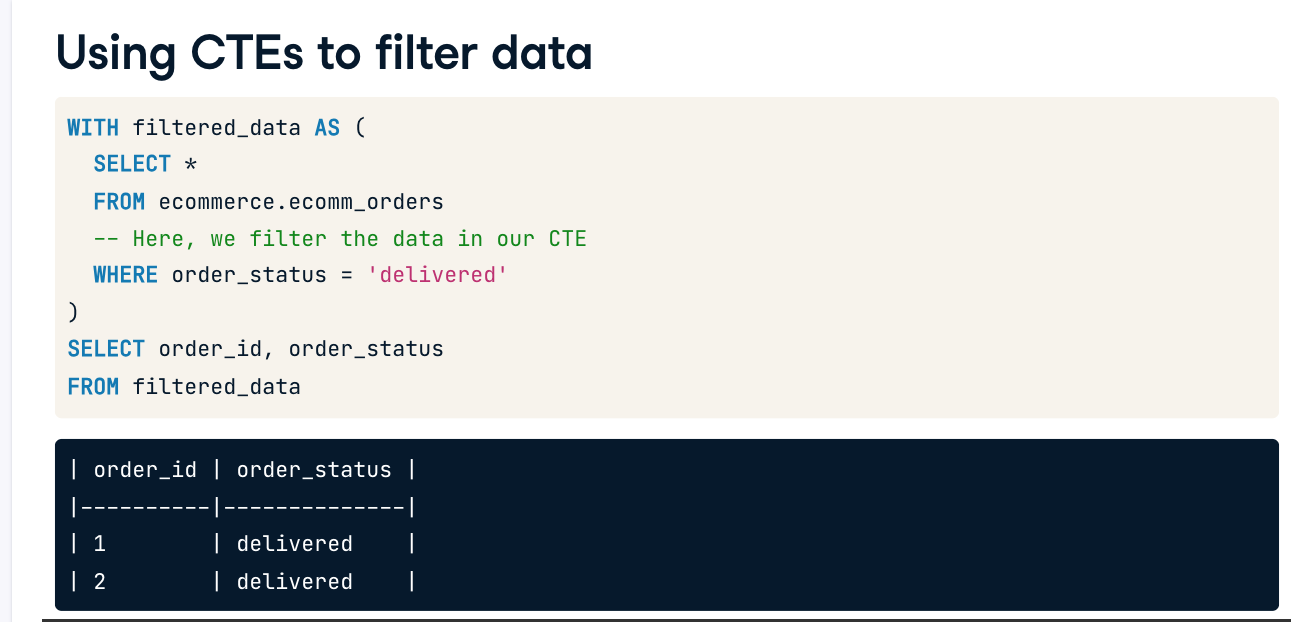 Using CTEs to filter data
WITH filtered_data AS (
  SELECT *
  FROM ecommerce.ecomm_orders
  -- Here, we filter the data in our CTE
  WHERE order_status = 'delivered'
)
SELECT order_id, order_status
FROM filtered_data
| order_id | order_status |
|----------|--------------|
| 1        | delivered    |
| 2        | delivered    |